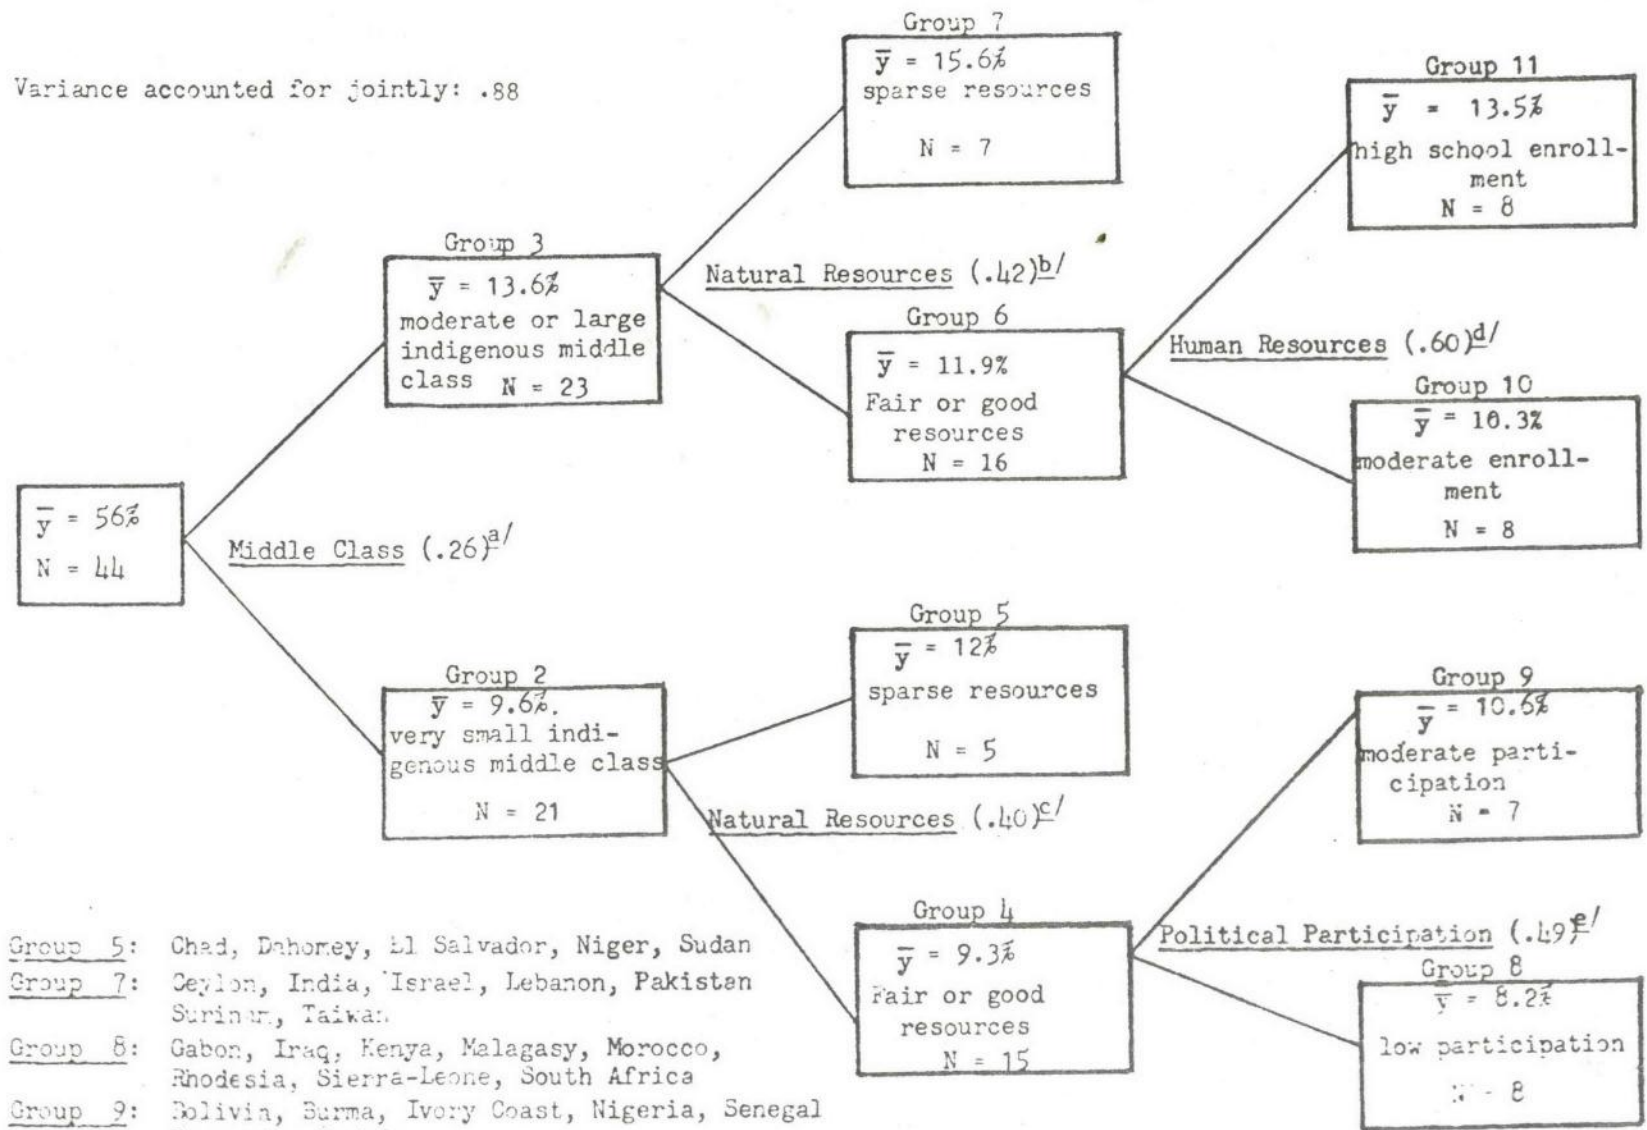 Variance accounted for jointly: .88
Group 7
ȳ = 15.6%
sparse resources
N = 7
Group 11
ȳ = 13.5%
high school enroll-
ment
N = 8
Group 3
ȳ = 13.6%
moderate or large
indigenous middle
class N = 23
Natural Resources (.42)b/
Group 6
ȳ = 11.9%
Fair or good
resources
N = 16
Human Resources (.60)d/
Group 10
ȳ = 10.3%
moderate enroll-
ment
N = 8
ȳ = 56%
N = 44
Middle Class (.26)a/
Group 5
ȳ = 12%
sparse resources
N = 5
Group 2
ȳ = 9.6%.
very small indi-
genous middle class
N = 21
Natural Resources (.40)c/
Group 9
ȳ = 10.6%
moderate parti-
cipation
N = 7
Group 4
ȳ = 9.3%
Fair or good
resources
N = 15
Political Participation (.49)e/
Group 8
ȳ = 8.2%
low participation
N = 8
Group 5: Chad, Dahomey, El Salvador, Niger, Sudan
Group 7: Ceylon, India, Israel, Lebanon, Pakistan
Surinam, Taiwan
Group 8: Gabon, Iraq, Kenya, Malagasy, Morocco,
Rhodesia, Sierra-Leone, South Africa
Group 9: Bolivia, Burma, Ivory Coast, Nigeria, Senegal